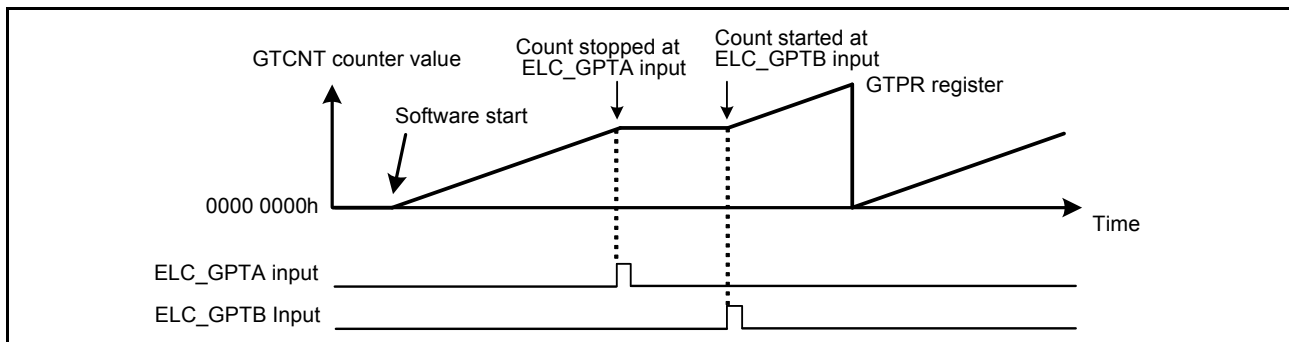 GTCNT counter value
Software start
Count stopped at
ELC_GPTA input
Count started at
ELC_GPTB input
GTPR register
0000 0000h
Time
ELC_GPTA input
ELC_GPTB Input